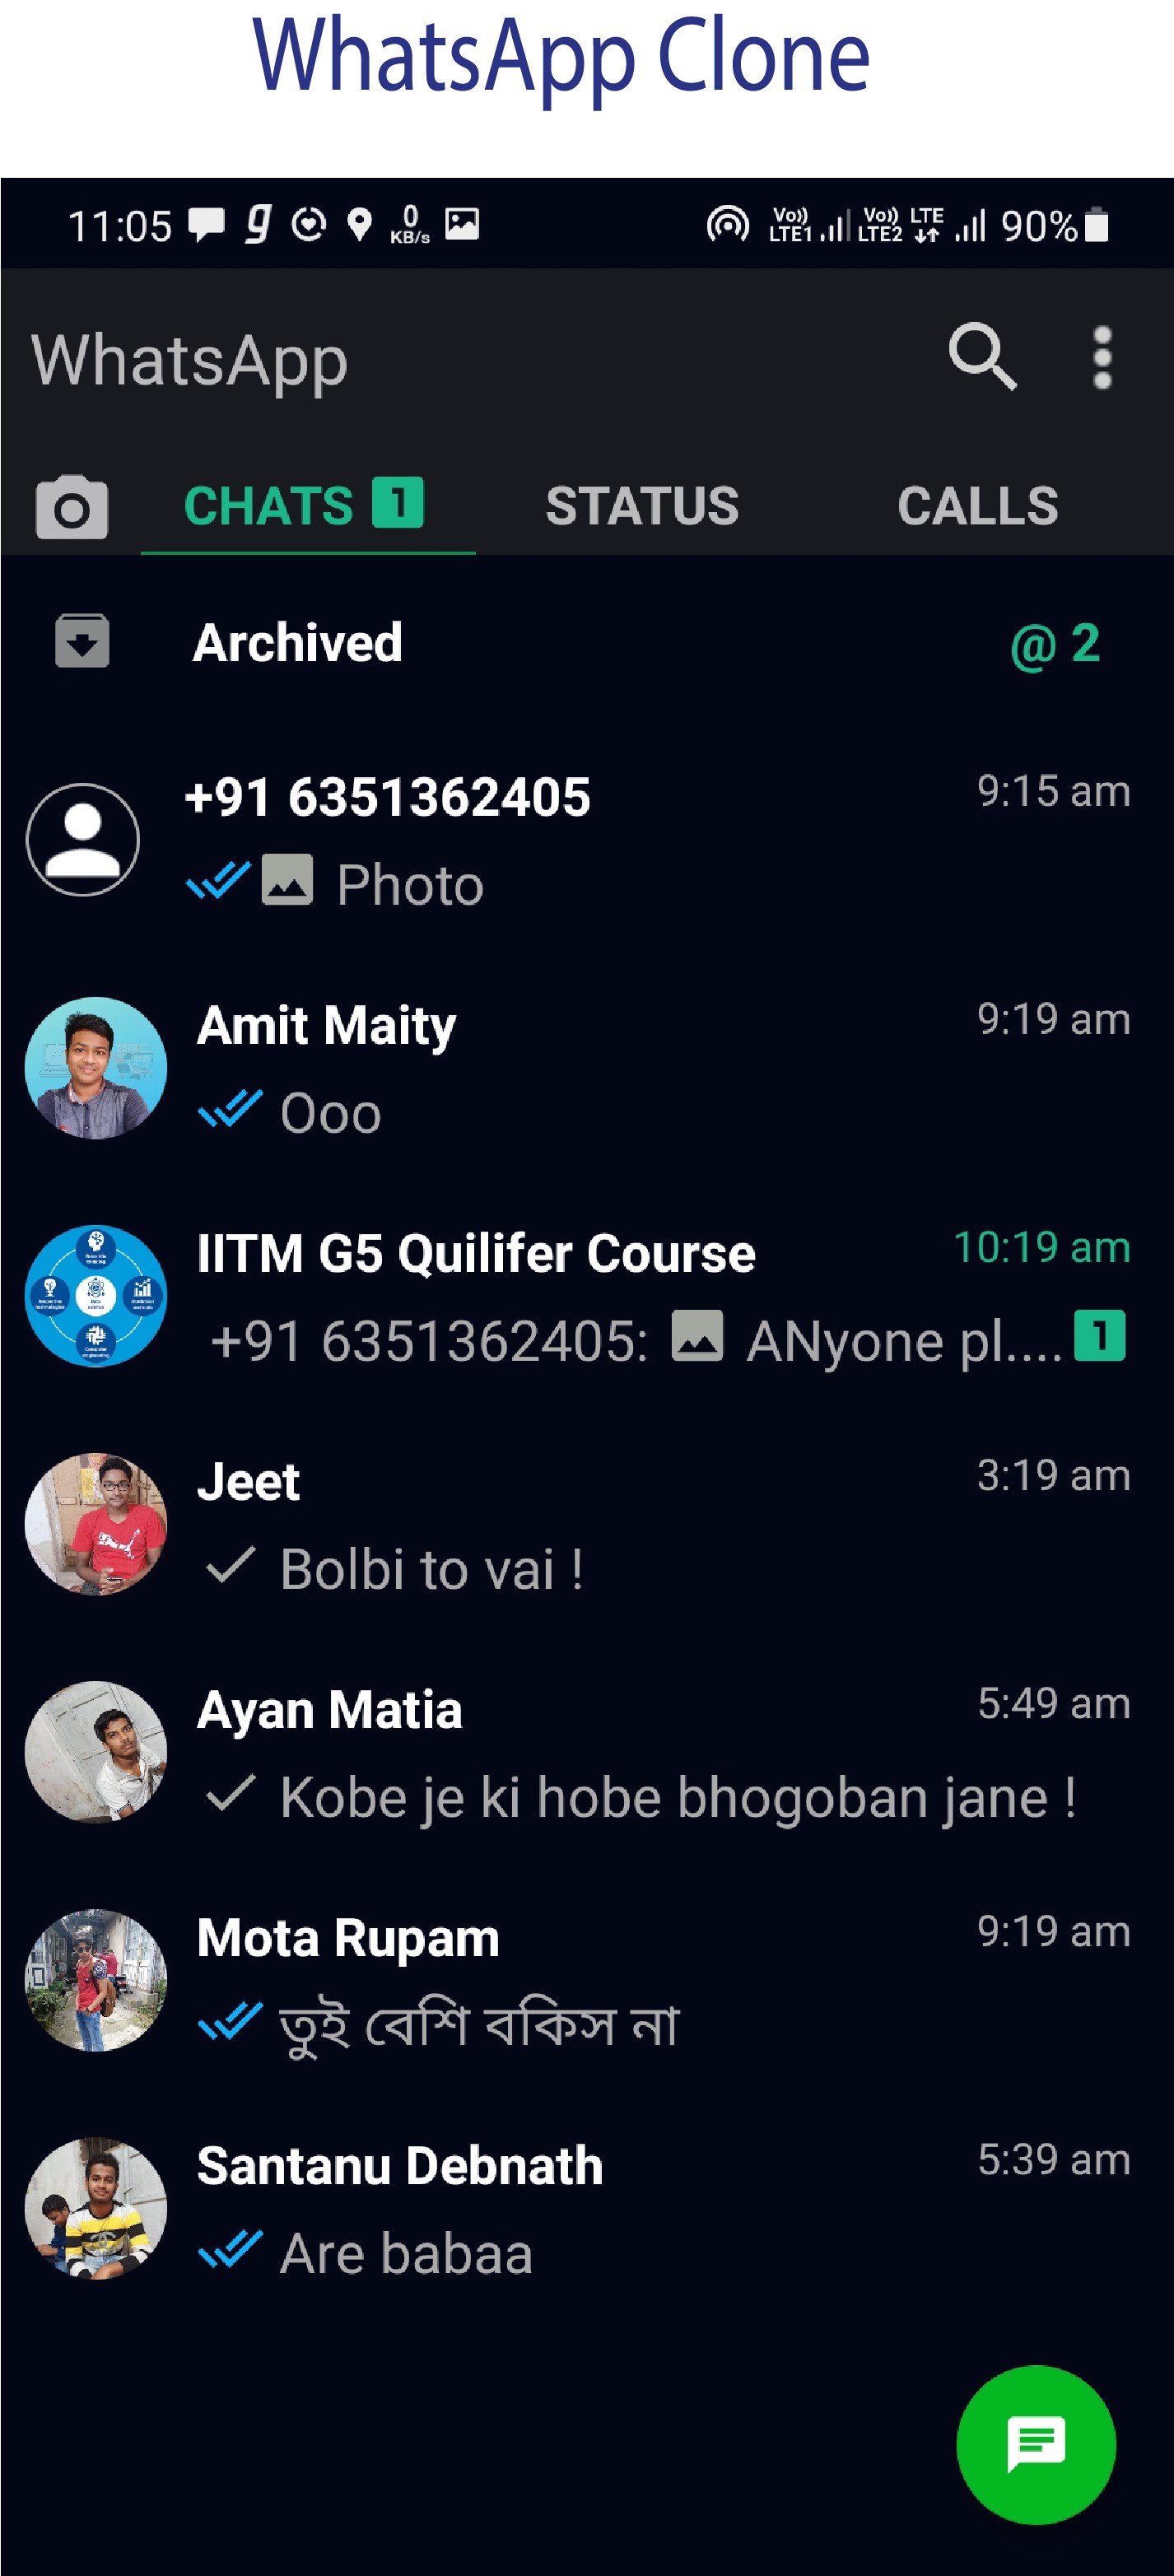 WhatsApp Clone
11:05 g 0 KB/s Vo)) LTE1 Vo)) LTE2 LTE 90%
WhatsApp
CHATS 1 STATUS CALLS
Archived @ 2
+91 6351362405 9:15 am
Photo
Amit Maity 9:19 am
Ooo
IITM G5 Quilifer Course 10:19 am
+91 6351362405: ANyone pl.... 1
Jeet 3:19 am
Bolbi to vai !
Ayan Matia 5:49 am
Kobe je ki hobe bhogoban jane !
Mota Rupam 9:19 am
তুই বেশি বকিস না
Santanu Debnath 5:39 am
Are babaa